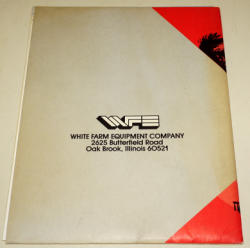 WFE
WHITE FARM EQUIPMENT COMPANY
2625 Butterfield Road
Oak Brook, Illinois 60521